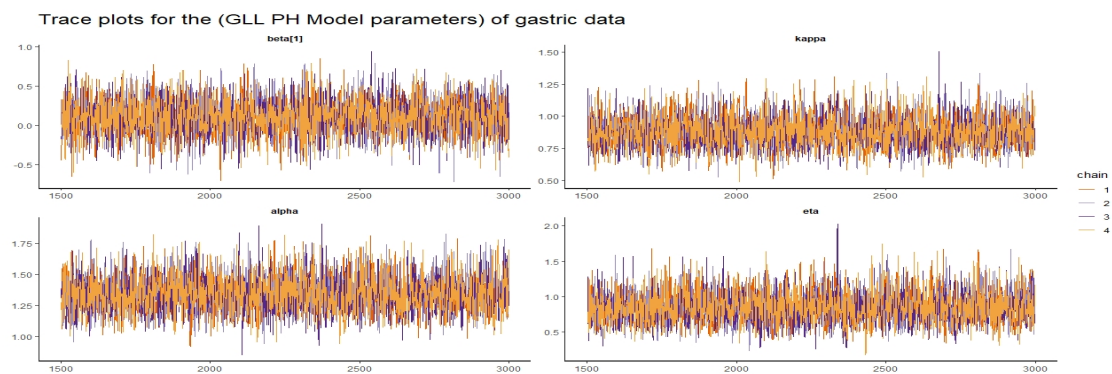 Trace plots for the (GLL PH Model parameters) of gastric data
beta[1]
1.0
0.5
0.0
-0.5
1500 2000 2500 3000
kappa
1.50
1.25
1.00
0.75
0.50
1500 2000 2500 3000
alpha
1.75
1.50
1.25
1.00
1500 2000 2500 3000
eta
2.0
1.5
1.0
0.5
1500 2000 2500 3000
chain
1
2
3
4